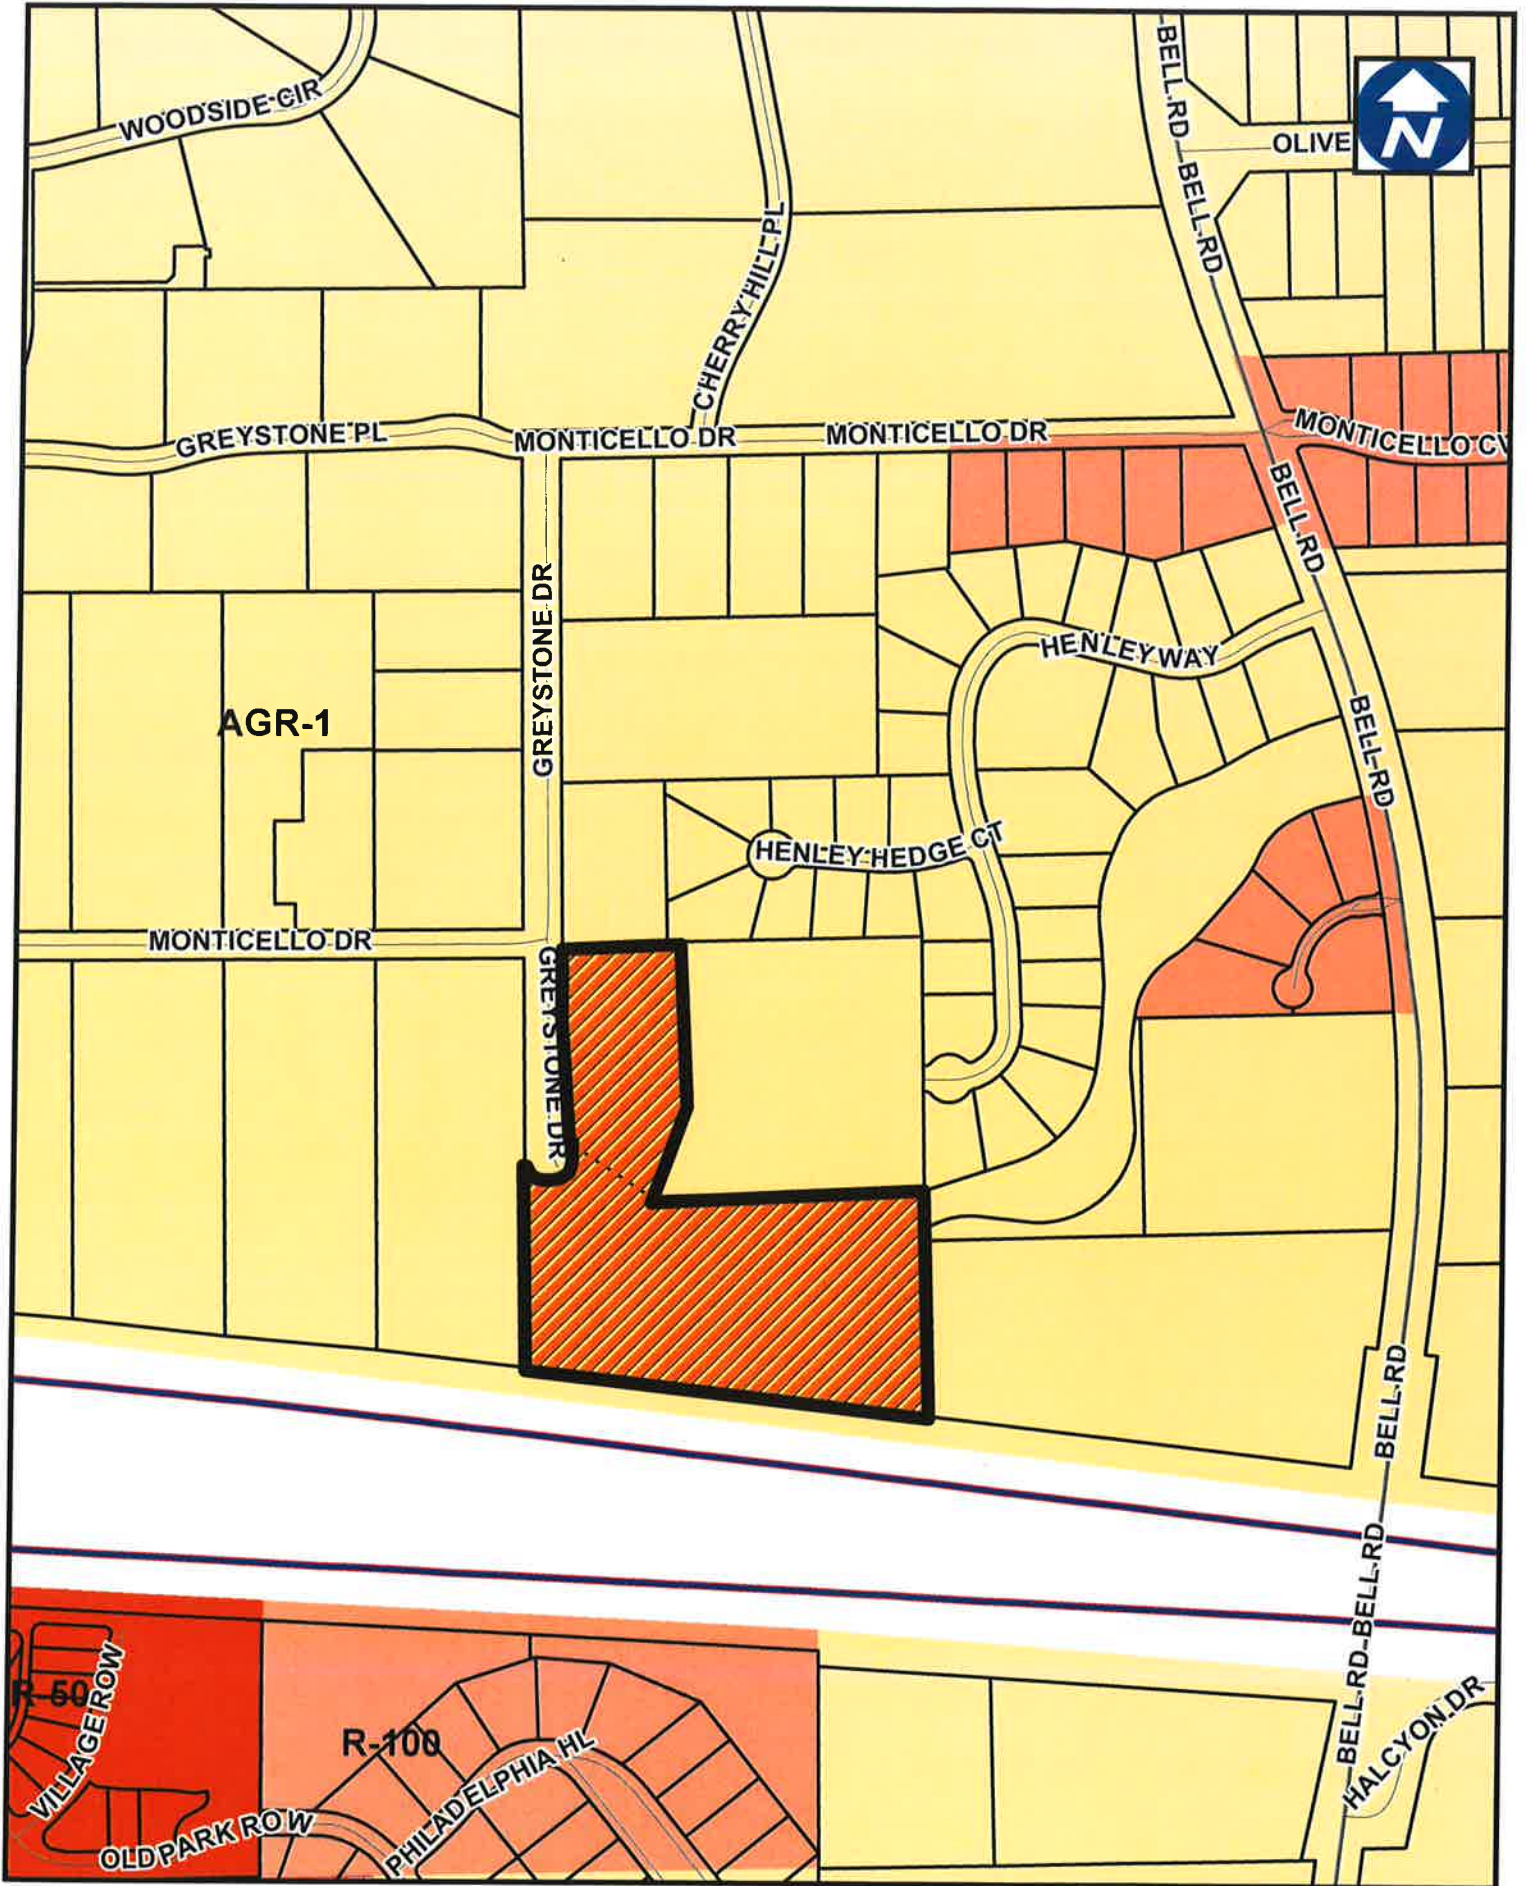 WOODSIDE CIR
BELL RD
OLIVE
N
BELL RD
CHERRY HILL PL
GREYSTONE PL
MONTICELLO DR
MONTICELLO DR
MONTICELLO CV
BELL RD
GREYSTONE DR
HENLEY WAY
AGR-1
BELL RD
HENLEY HEDGE CT
MONTICELLO DR
GREYSTONE DR
BELL RD
BELL RD
BELL RD
R-50
VILLAGE ROW
R-100
PHILADELPHIA HL
HALCYON DR
OLD PARK ROW